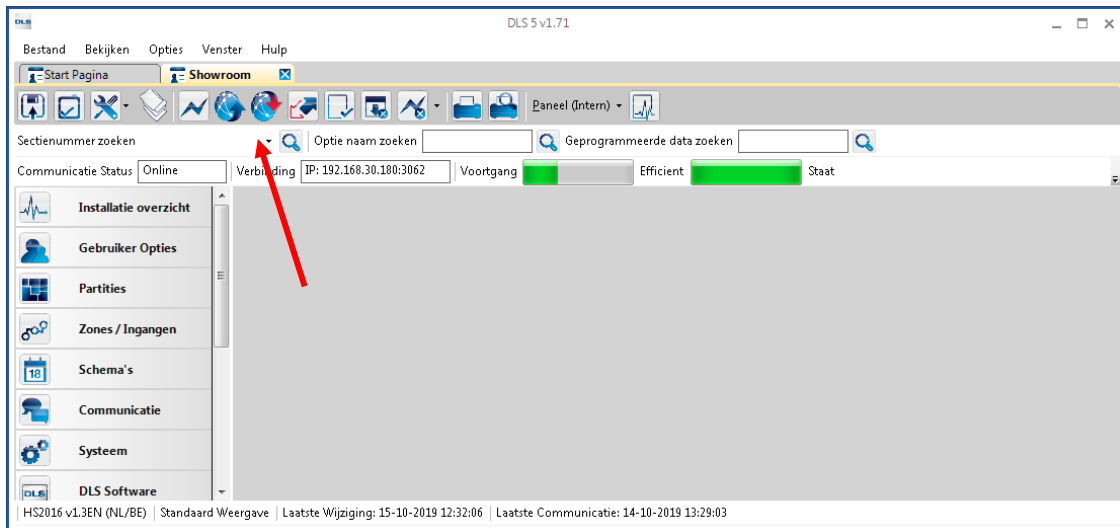 DLS DLS 5 v1.71
Bestand Bekijken Opties Venster Hulp
Start Pagina Showroom
Paneel (Intern)
Sectienummer zoeken Optie naam zoeken Geprogrammeerde data zoeken
Communicatie Status Online Verbinding IP: 192.168.30.180:3062 Voortgang Efficient Staat
Installatie overzicht
Gebruiker Opties
Partities
Zones / Ingangen
18 Schema's
Communicatie
Systeem
DLS DLS Software
HS2016 v1.3EN (NL/BE) Standaard Weergave Laatste Wijziging: 15-10-2019 12:32:06 Laatste Communicatie: 14-10-2019 13:29:03